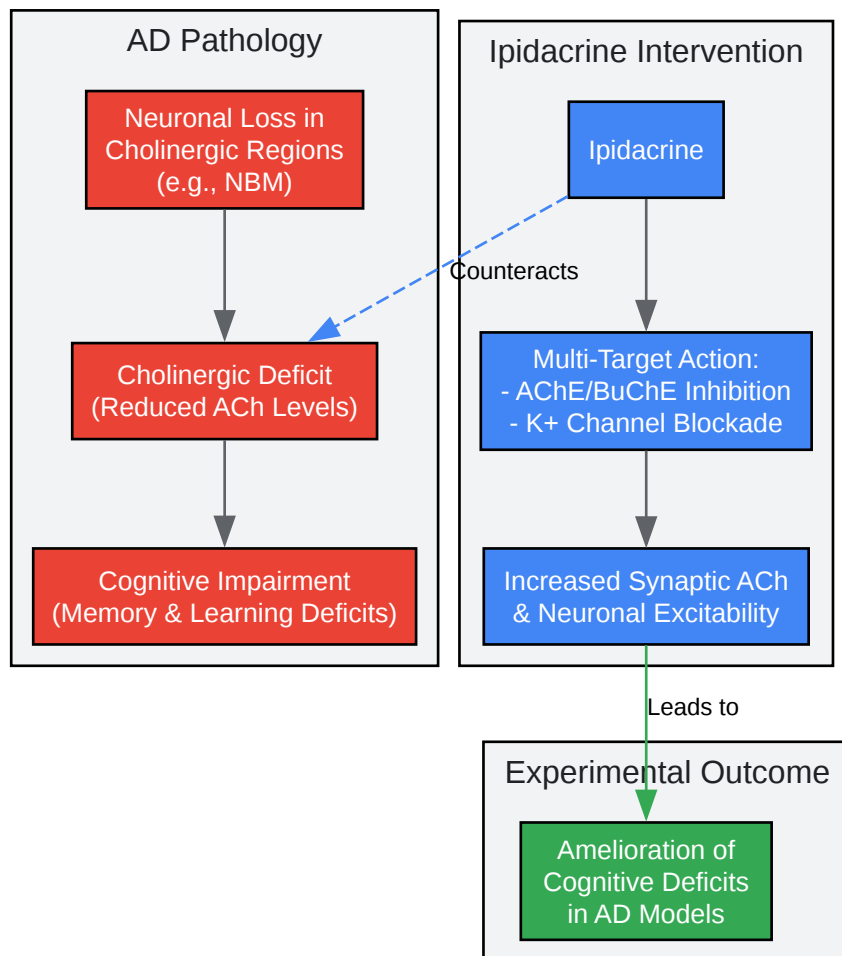 AD Pathology
Neuronal Loss in
Cholinergic Regions
(e.g., NBM)
Cholinergic Deficit
(Reduced ACh Levels)
Cognitive Impairment
(Memory & Learning Deficits)
Ipidacrine Intervention
Ipidacrine
Counteracts
Multi-Target Action:
- AChE/BuChE Inhibition
- K+ Channel Blockade
Increased Synaptic ACh
& Neuronal Excitability
Leads to
Experimental Outcome
Amelioration of
Cognitive Deficits
in AD Models